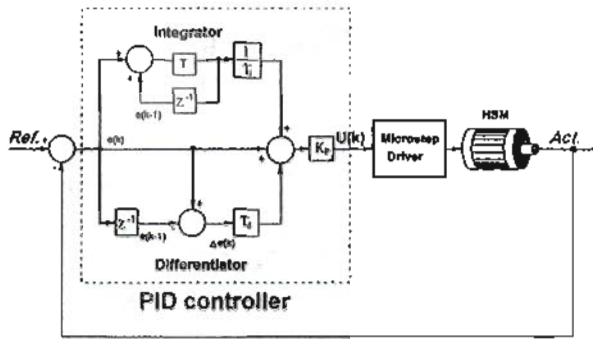 Integrator
T
1
Ti
Z-1
e(k-1)
HSM
Ref.
+
-
e(k)
Kp
U(k)
Microstep
Driver
Act.
Z-1
e(k-1)
Δe(k)
Td
Differentiator
PID controller